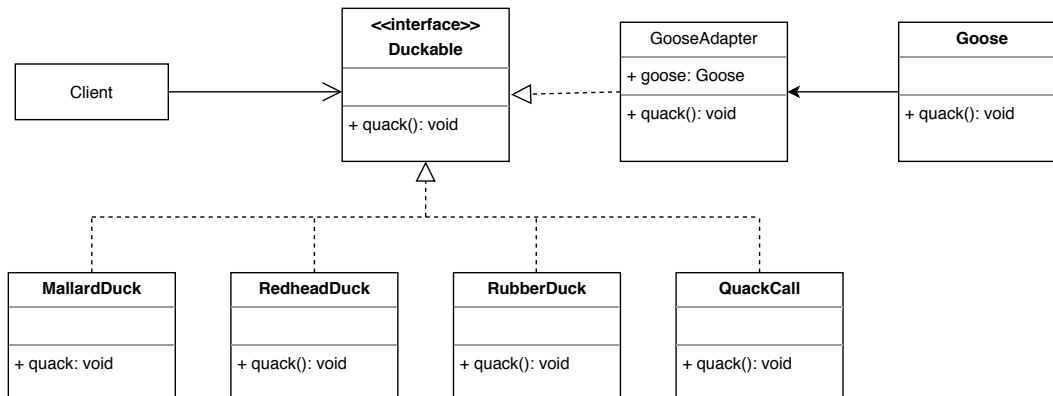 <<interface>>
Duckable
+ quack(): void
Client
GooseAdapter
+ goose: Goose
+ quack(): void
Goose
+ quack(): void
MallardDuck
+ quack: void
RedheadDuck
+ quack(): void
RubberDuck
+ quack(): void
QuackCall
+ quack(): void